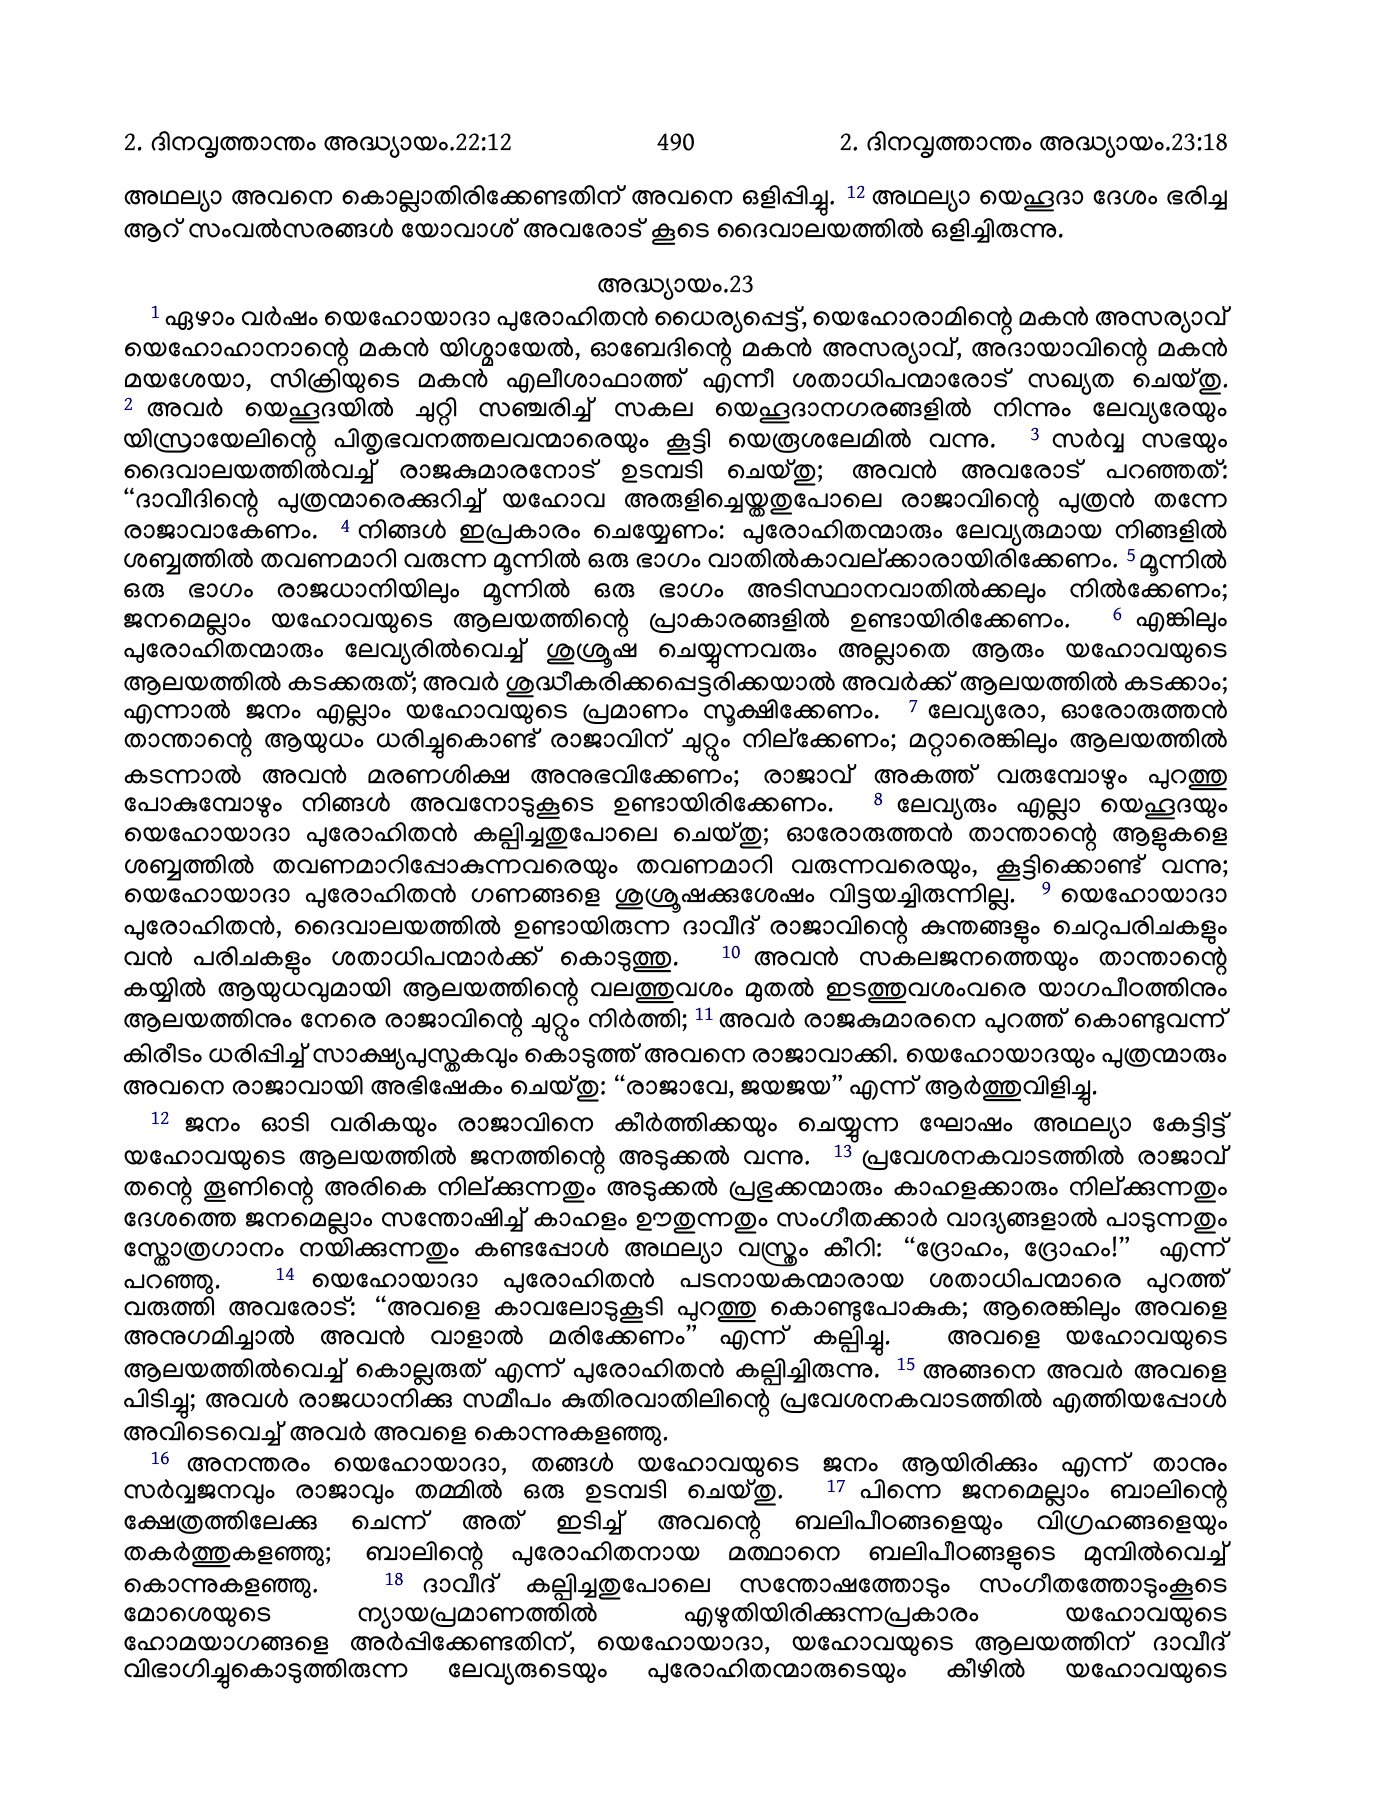 2. ദിനവൃത്താന്തം അദ്ധ്യായം.22:12 490 2. ദിനവൃത്താന്തം അദ്ധ്യായം.23:18
അഥല്യാ അവനെ കൊല്ലാതിരിക്കേണ്ടതിന് അവനെ ഒളിപ്പിച്ചു. 12 അഥല്യാ യെഹൂദാ ദേശം ഭരിച്ച
ആറ് സംവൽസരങ്ങൾ യോവാശ് അവരോട് കൂടെ ദൈവാലയത്തിൽ ഒളിച്ചിരുന്നു.
അദ്ധ്യായം.23
1 ഏഴാം വർഷം യെഹോയാദാ പുരോഹിതൻ ധൈര്യപ്പെട്ട്, യെഹോരാമിന്റെ മകൻ അസര്യാവ്
യെഹോഹാനാന്റെ മകൻ യിശ്മായേൽ, ഓബേദിന്റെ മകൻ അസര്യാവ്, അദായാവിന്റെ മകൻ
മയശേയാ, സിക്രിയുടെ മകൻ എലീശാഫാത്ത് എന്നീ ശതാധിപന്മാരോട് സഖ്യത ചെയ്തു.
2 അവർ യെഹൂദയിൽ ചുറ്റി സഞ്ചരിച്ച് സകല യെഹൂദാനഗരങ്ങളിൽ നിന്നും ലേവ്യരേയും
യിസ്രായേലിന്റെ പിതൃഭവനത്തലവന്മാരെയും കൂട്ടി യെരൂശലേമിൽ വന്നു. 3 സർവ്വ സഭയും
ദൈവാലയത്തിൽവച്ച് രാജകുമാരനോട് ഉടമ്പടി ചെയ്തു; അവൻ അവരോട് പറഞ്ഞത്:
“ദാവീദിന്റെ പുത്രന്മാരെക്കുറിച്ച് യഹോവ അരുളിച്ചെയ്തതുപോലെ രാജാവിന്റെ പുത്രൻ തന്നേ
രാജാവാകേണം. 4 നിങ്ങൾ ഇപ്രകാരം ചെയ്യേണം: പുരോഹിതന്മാരും ലേവ്യരുമായ നിങ്ങളിൽ
ശബ്ബത്തിൽ തവണമാറി വരുന്ന മൂന്നിൽ ഒരു ഭാഗം വാതിൽകാവല്ക്കാരായിരിക്കേണം. 5 മൂന്നിൽ
ഒരു ഭാഗം രാജധാനിയിലും മൂന്നിൽ ഒരു ഭാഗം അടിസ്ഥാനവാതിൽക്കലും നിൽക്കേണം;
ജനമെല്ലാം യഹോവയുടെ ആലയത്തിന്റെ പ്രാകാരങ്ങളിൽ ഉണ്ടായിരിക്കേണം. 6 എങ്കിലും
പുരോഹിതന്മാരും ലേവ്യരിൽവെച്ച് ശുശ്രൂഷ ചെയ്യുന്നവരും അല്ലാതെ ആരും യഹോവയുടെ
ആലയത്തിൽ കടക്കരുത്; അവർ ശുദ്ധീകരിക്കപ്പെട്ടരിക്കയാൽ അവർക്ക് ആലയത്തിൽ കടക്കാം;
എന്നാൽ ജനം എല്ലാം യഹോവയുടെ പ്രമാണം സൂക്ഷിക്കേണം. 7 ലേവ്യരോ, ഓരോരുത്തൻ
താന്താന്റെ ആയുധം ധരിച്ചുകൊണ്ട് രാജാവിന് ചുറ്റും നില്ക്കേണം; മറ്റാരെങ്കിലും ആലയത്തിൽ
കടന്നാൽ അവൻ മരണശിക്ഷ അനുഭവിക്കേണം; രാജാവ് അകത്ത് വരുമ്പോഴും പുറത്തു
പോകുമ്പോഴും നിങ്ങൾ അവനോടുകൂടെ ഉണ്ടായിരിക്കേണം. 8 ലേവ്യരും എല്ലാ യെഹൂദയും
യെഹോയാദാ പുരോഹിതൻ കല്പിച്ചതുപോലെ ചെയ്തു; ഓരോരുത്തൻ താന്താന്റെ ആളുകളെ
ശബ്ബത്തിൽ തവണമാറിപ്പോകുന്നവരെയും തവണമാറി വരുന്നവരെയും, കൂട്ടിക്കൊണ്ട് വന്നു;
യെഹോയാദാ പുരോഹിതൻ ഗണങ്ങളെ ശുശ്രൂഷക്കുശേഷം വിട്ടയച്ചിരുന്നില്ല. 9 യെഹോയാദാ
പുരോഹിതൻ, ദൈവാലയത്തിൽ ഉണ്ടായിരുന്ന ദാവീദ് രാജാവിന്റെ കുന്തങ്ങളും ചെറുപരിചകളും
വൻ പരിചകളും ശതാധിപന്മാർക്ക് കൊടുത്തു. 10 അവൻ സകലജനത്തെയും താന്താന്റെ
കയ്യിൽ ആയുധവുമായി ആലയത്തിന്റെ വലത്തുവശം മുതൽ ഇടത്തുവശംവരെ യാഗപീഠത്തിനും
ആലയത്തിനും നേരെ രാജാവിന്റെ ചുറ്റും നിർത്തി; 11 അവർ രാജകുമാരനെ പുറത്ത് കൊണ്ടുവന്ന്
കിരീടം ധരിപ്പിച്ച് സാക്ഷ്യപുസ്തകവും കൊടുത്ത് അവനെ രാജാവാക്കി. യെഹോയാദയും പുത്രന്മാരും
അവനെ രാജാവായി അഭിഷേകം ചെയ്തു: “രാജാവേ, ജയജയ” എന്ന് ആർത്തുവിളിച്ചു.
12 ജനം ഓടി വരികയും രാജാവിനെ കീർത്തിക്കയും ചെയ്യുന്ന ഘോഷം അഥല്യാ കേട്ടിട്ട്
യഹോവയുടെ ആലയത്തിൽ ജനത്തിന്റെ അടുക്കൽ വന്നു. 13 പ്രവേശനകവാടത്തിൽ രാജാവ്
തന്റെ തൂണിന്റെ അരികെ നില്ക്കുന്നതും അടുക്കൽ പ്രഭുക്കന്മാരും കാഹളക്കാരും നില്ക്കുന്നതും
ദേശത്തെ ജനമെല്ലാം സന്തോഷിച്ച് കാഹളം ഊതുന്നതും സംഗീതക്കാർ വാദ്യങ്ങളാൽ പാടുന്നതും
സ്തോത്രഗാനം നയിക്കുന്നതും കണ്ടപ്പോൾ അഥല്യാ വസ്ത്രം കീറി: “ദ്രോഹം, ദ്രോഹം!” എന്ന്
പറഞ്ഞു. 14 യെഹോയാദാ പുരോഹിതൻ പടനായകന്മാരായ ശതാധിപന്മാരെ പുറത്ത്
വരുത്തി അവരോട്: “അവളെ കാവലോടുകൂടി പുറത്തു കൊണ്ടുപോകുക; ആരെങ്കിലും അവളെ
അനുഗമിച്ചാൽ അവൻ വാളാൽ മരിക്കേണം” എന്ന് കല്പിച്ചു. അവളെ യഹോവയുടെ
ആലയത്തിൽവെച്ച് കൊല്ലരുത് എന്ന് പുരോഹിതൻ കല്പിച്ചിരുന്നു. 15 അങ്ങനെ അവർ അവളെ
പിടിച്ചു; അവൾ രാജധാനിക്കു സമീപം കുതിരവാതിലിന്റെ പ്രവേശനകവാടത്തിൽ എത്തിയപ്പോൾ
അവിടെവെച്ച് അവർ അവളെ കൊന്നുകളഞ്ഞു.
16 അനന്തരം യെഹോയാദാ, തങ്ങൾ യഹോവയുടെ ജനം ആയിരിക്കും എന്ന് താനും
സർവ്വജനവും രാജാവും തമ്മിൽ ഒരു ഉടമ്പടി ചെയ്തു. 17 പിന്നെ ജനമെല്ലാം ബാലിന്റെ
ക്ഷേത്രത്തിലേക്കു ചെന്ന് അത് ഇടിച്ച് അവന്റെ ബലിപീഠങ്ങളെയും വിഗ്രഹങ്ങളെയും
തകർത്തുകളഞ്ഞു; ബാലിന്റെ പുരോഹിതനായ മത്ഥാനെ ബലിപീഠങ്ങളുടെ മുമ്പിൽവെച്ച്
കൊന്നുകളഞ്ഞു. 18 ദാവീദ് കല്പിച്ചതുപോലെ സന്തോഷത്തോടും സംഗീതത്തോടുംകൂടെ
മോശെയുടെ ന്യായപ്രമാണത്തിൽ എഴുതിയിരിക്കുന്നപ്രകാരം യഹോവയുടെ
ഹോമയാഗങ്ങളെ അർപ്പിക്കേണ്ടതിന്, യെഹോയാദാ, യഹോവയുടെ ആലയത്തിന് ദാവീദ്
വിഭാഗിച്ചുകൊടുത്തിരുന്ന ലേവ്യരുടെയും പുരോഹിതന്മാരുടെയും കീഴിൽ യഹോവയുടെ